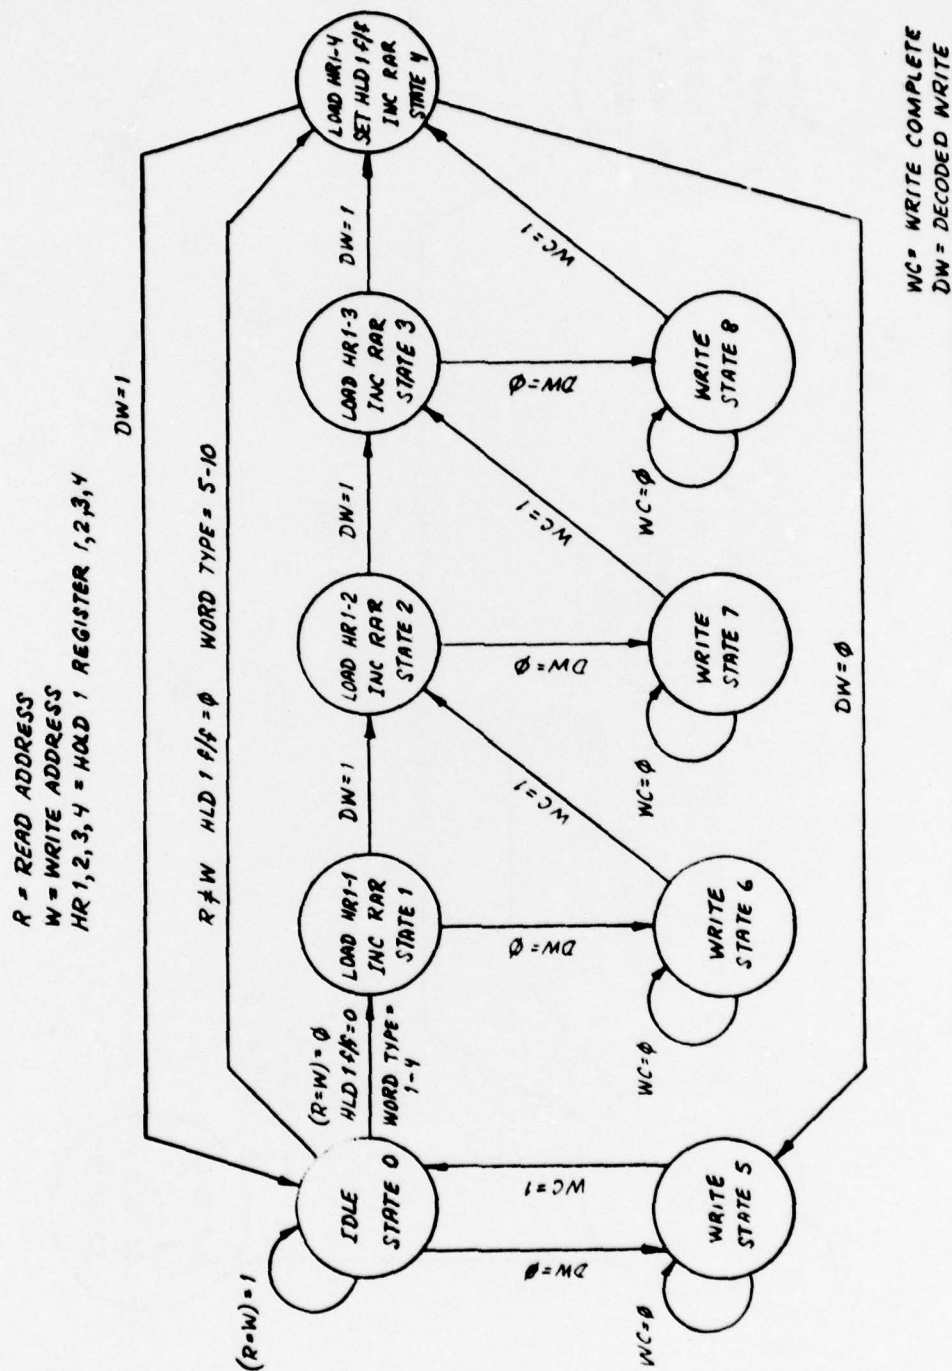 R = READ ADDRESS
W = WRITE ADDRESS
HR 1, 2, 3, 4 = HOLD 1 REGISTER 1,2,3,4
DW=1
R≠W HLD 1 f/f=Ø WORD TYPE = 5-10
(R=W)=1
IDLE
STATE 0
(R=W)=Ø
HLD 1 f/f=0
WORD TYPE=
1-4
LOAD HR1-1
INC RAR
STATE 1
DW=1
LOAD HR1-2
INC RAR
STATE 2
DW=1
LOAD HR1-3
INC RAR
STATE 3
DW=1
LOAD HR1-4
SET HLD 1 f/f
INC RAR
STATE 4
DW=Ø
WC=1
DW=Ø
WC=1
DW=Ø
WC=1
DW=Ø
WC=1
WC=Ø
WRITE
STATE 5
WC=Ø
WRITE
STATE 6
WC=Ø
WRITE
STATE 7
WC=Ø
WRITE
STATE 8
DW=Ø
WC= WRITE COMPLETE
DW = DECODED WRITE